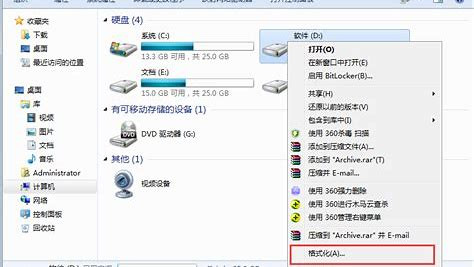 收藏夹
下载
桌面
最近访问的位置
桌面
库
视频
图片
文档
音乐
Administrator
计算机
网络
控制面板
回收站
硬盘 (4)
系统 (C:)
13.3 GB 可用，共 25.0 GB
软件 (D:)
文档 (E:)
可用，共 25.0 GB
有可移动存储的设备 (1)
DVD 驱动器 (G:)
其他 (1)
视频设备
打开(O)
在新窗口中打开(E)
启用 BitLocker(B)...
共享(H)
还原以前的版本(V)
包含到库中(I)
使用 360杀毒 扫描
添加到压缩文件(A)...
添加到 "Archive.rar"(T)
压缩并 E-mail...
使用 360强力删除
使用360进行木马云查杀
使用 360管理右键菜单
压缩到 "Archive.rar" 并 E-mail
格式化(A)...
软件 (D:)